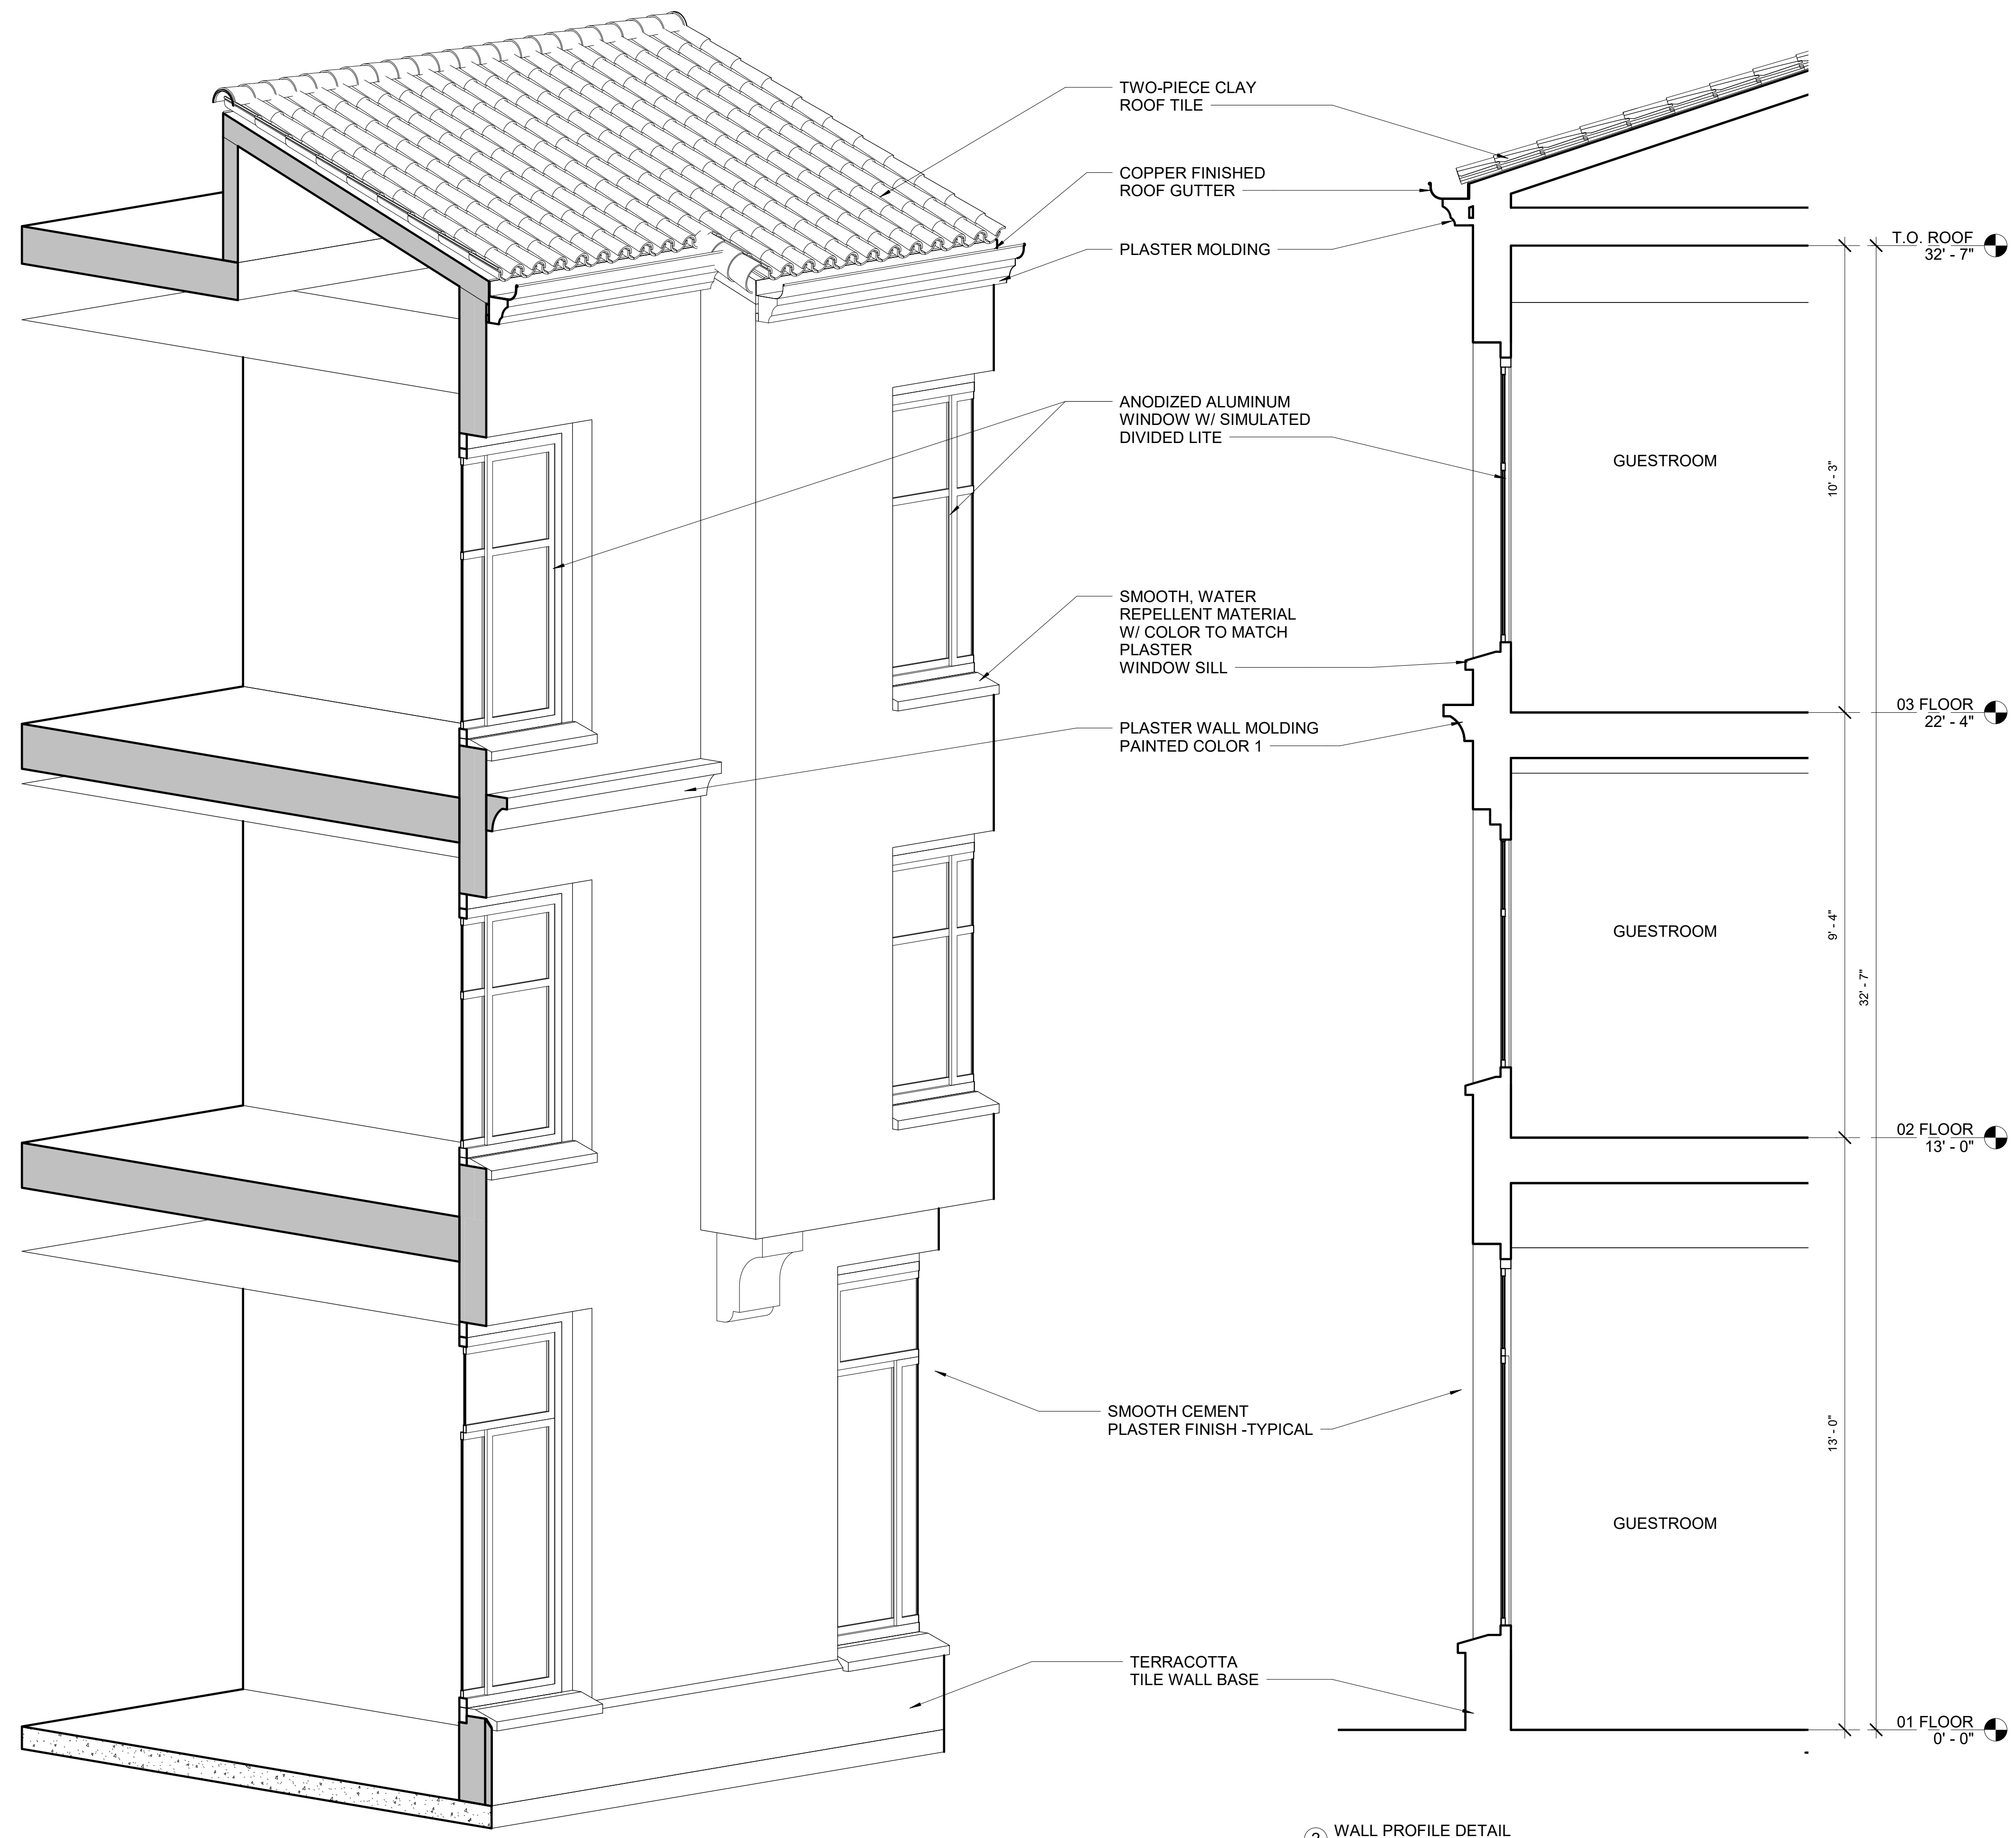 TWO-PIECE CLAY
ROOF TILE
COPPER FINISHED
ROOF GUTTER
PLASTER MOLDING
ANODIZED ALUMINUM
WINDOW W/ SIMULATED
DIVIDED LITE
SMOOTH, WATER
REPELLENT MATERIAL
W/ COLOR TO MATCH
PLASTER
WINDOW SILL
PLASTER WALL MOLDING
PAINTED COLOR 1
SMOOTH CEMENT
PLASTER FINISH -TYPICAL
TERRACOTTA
TILE WALL BASE
GUESTROOM
GUESTROOM
GUESTROOM
10' - 3"
9' - 4"
32' - 7"
13' - 0"
T.O. ROOF
32' - 7"
03 FLOOR
22' - 4"
02 FLOOR
13' - 0"
01 FLOOR
0' - 0"
WALL PROFILE DETAIL